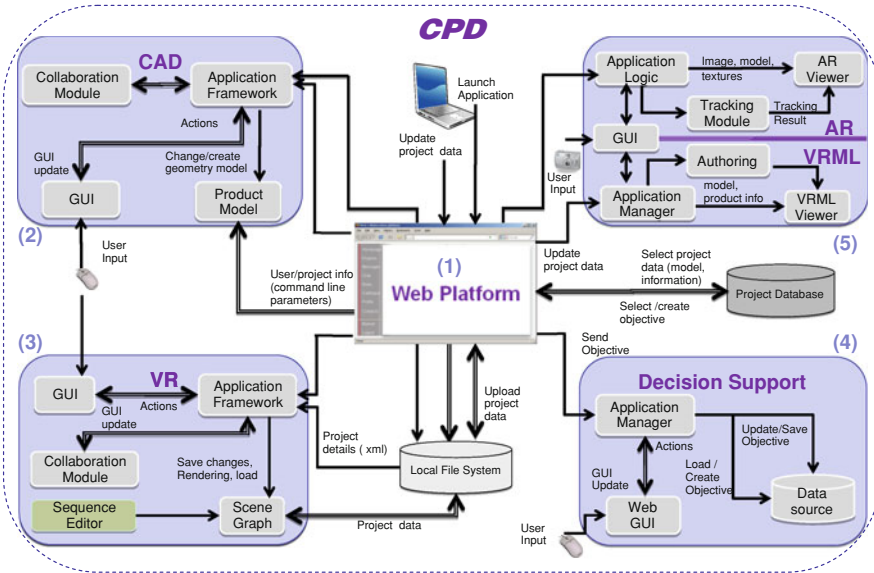 CPD
CAD
Collaboration
Module
Application
Framework
Actions
GUI
update
Change/create
geometry model
GUI
Product
Model
(2)
User
Input
Launch
Application
Update
project data
Application
Logic
Image, model,
textures
AR
Viewer
Tracking
Module
Tracking
Result
GUI
AR
VRML
User
Input
Authoring
model,
product info
Application
Manager
VRML
Viewer
(5)
(1)
Web Platform
User/project info
(command line
parameters)
Update
project data
Select project
data (model,
information)
Select /create
objective
Project Database
(3)
VR
GUI
Application
Framework
Actions
GUI
update
Collaboration
Module
Save changes,
Rendering, load
Sequence
Editor
Scene
Graph
Project
details ( xml)
Upload
project
data
Local File System
Project data
Send
Objective
(4)
Decision Support
Application
Manager
Actions
Update/Save
Objective
GUI
Update
Load /
Create
Objective
Web
GUI
Data
source
User
Input